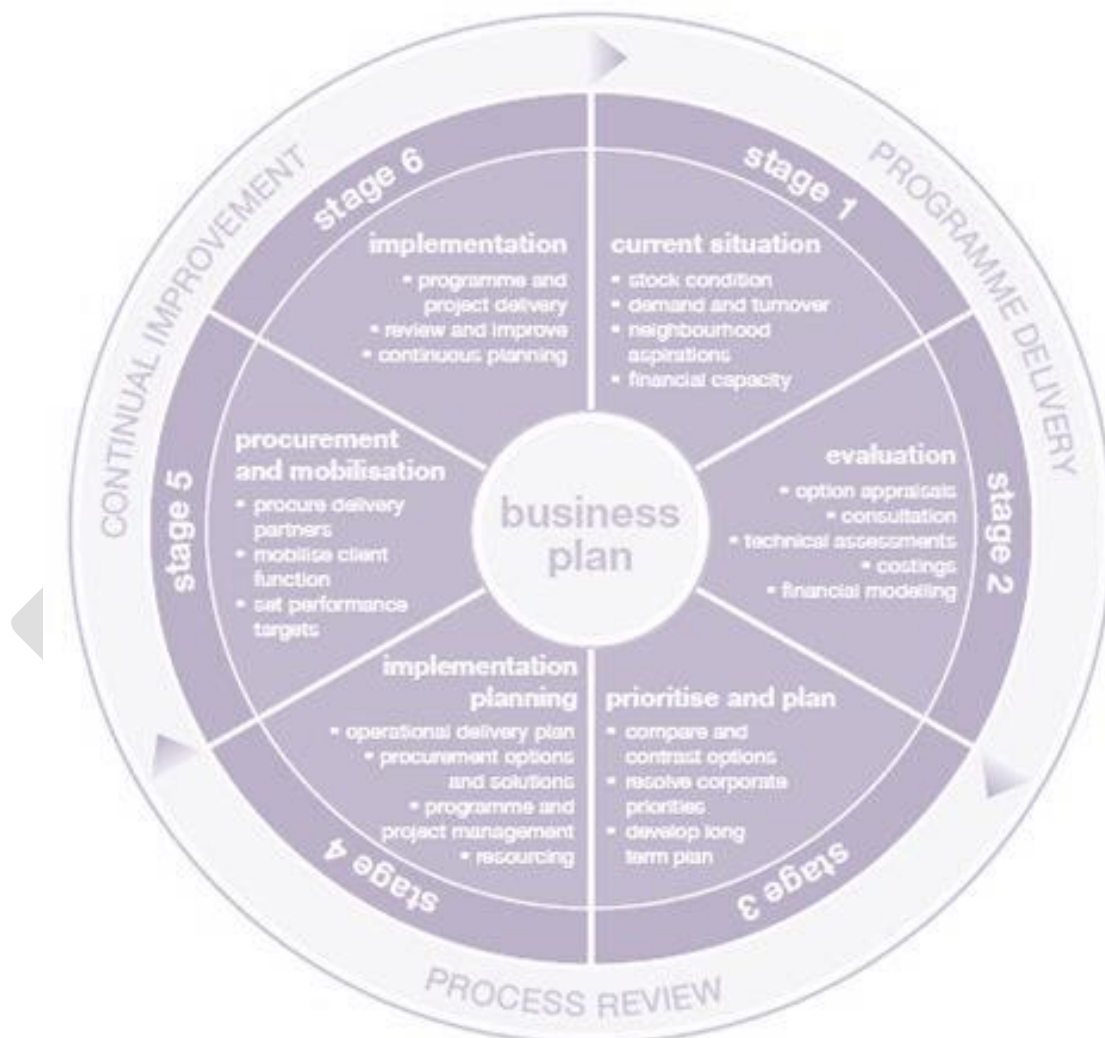 CONTINUAL IMPROVEMENT
PROGRAMME DELIVERY
PROCESS REVIEW
business
plan
stage 1
current situation
• stock condition
• demand and turnover
• neighbourhood
aspirations
• financial capacity
stage 2
evaluation
• option appraisals
• consultation
• technical assessments
• costings
• financial modelling
stage 3
prioritise and plan
• compare and
contrast options
• resolve corporate
priorities
• develop long
term plan
stage 4
implementation
planning
• operational delivery plan
• procurement options
and solutions
• programme and
project management
• resourcing
stage 5
procurement
and mobilisation
• procure delivery
partners
• mobilise client
function
• set performance
targets
stage 6
implementation
• programme and
project delivery
• review and improve
• continuous planning